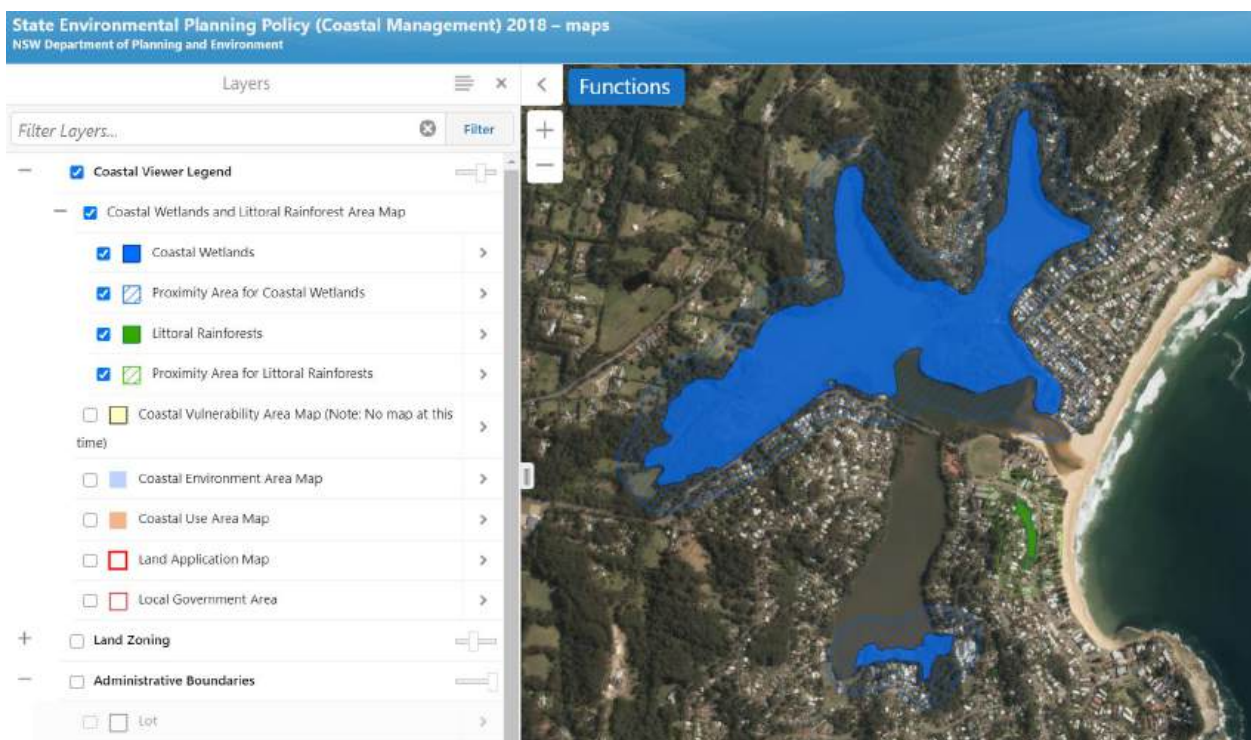 State Environmental Planning Policy (Coastal Management) 2018 – maps
NSW Department of Planning and Environment
Layers
Functions
Filter Layers...
Filter
Coastal Viewer Legend
Coastal Wetlands and Littoral Rainforest Area Map
Coastal Wetlands
Proximity Area for Coastal Wetlands
Littoral Rainforests
Proximity Area for Littoral Rainforests
Coastal Vulnerability Area Map (Note: No map at this
time)
Coastal Environment Area Map
Coastal Use Area Map
Land Application Map
Local Government Area
Land Zoning
Administrative Boundaries
Lot